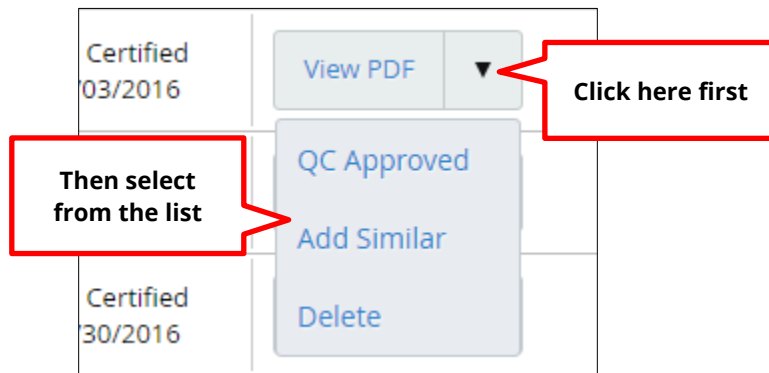 Certified
/03/2016
View PDF ▼
Click here first
QC Approved
Then select
from the list
Add Similar
Certified
/30/2016
Delete